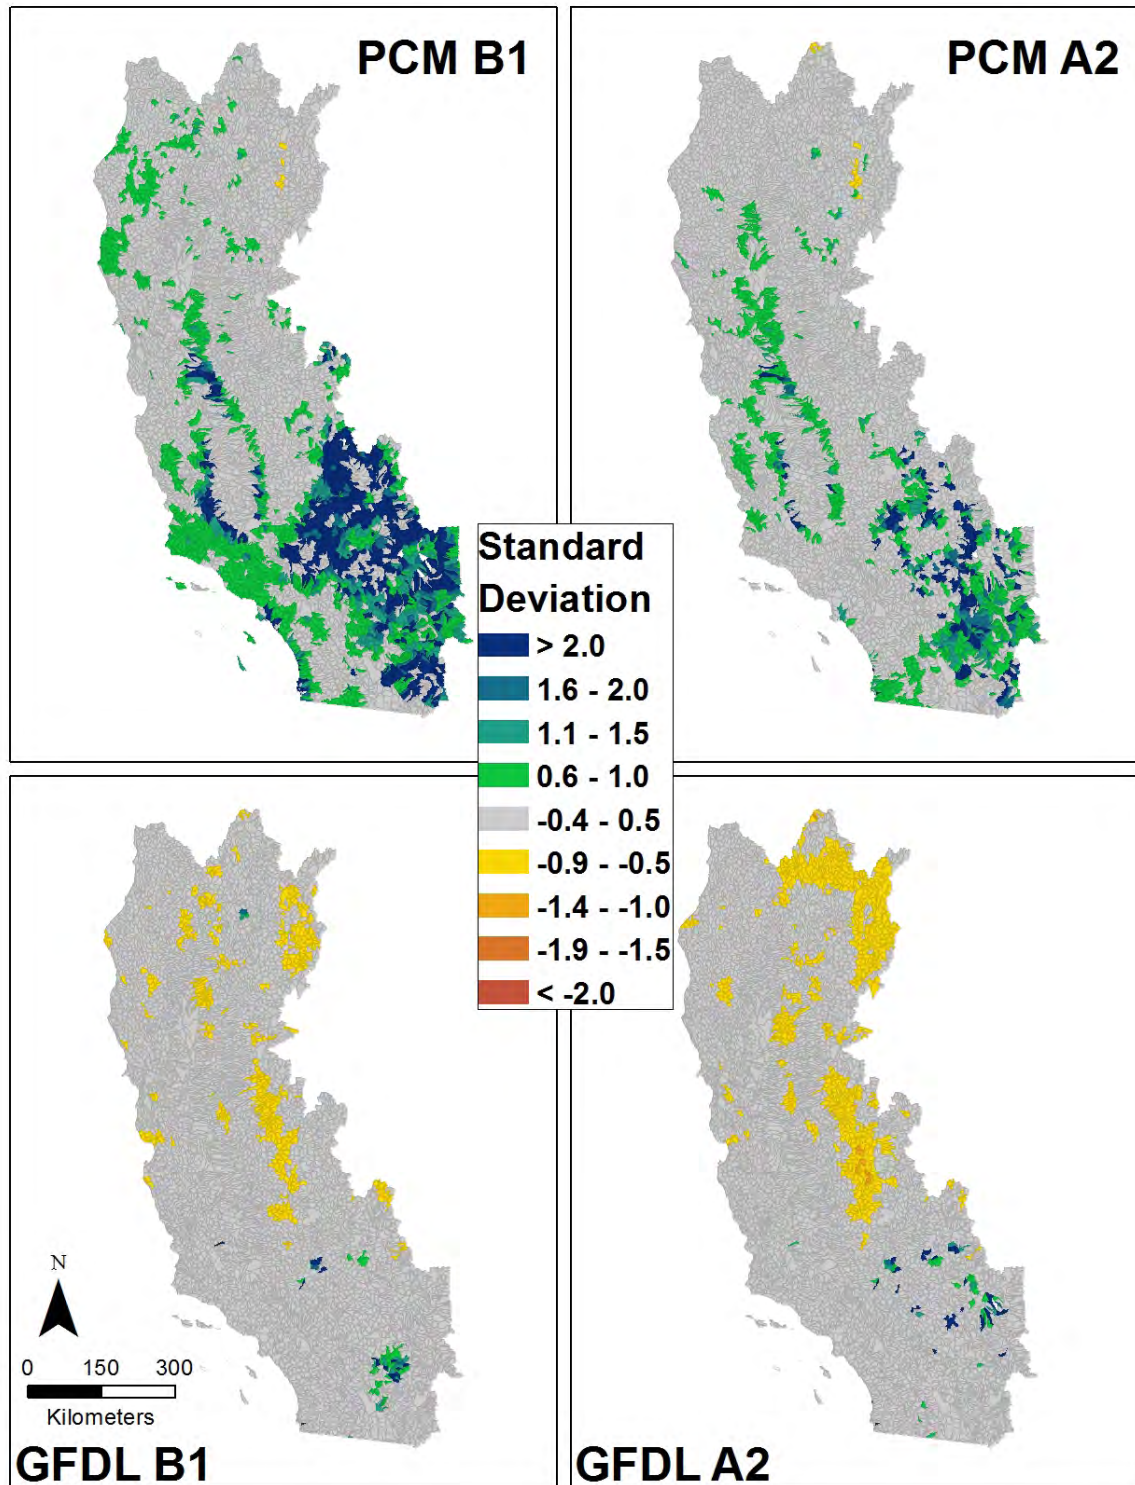 PCM B1
PCM A2
Standard
Deviation
> 2.0
1.6 - 2.0
1.1 - 1.5
0.6 - 1.0
-0.4 - 0.5
-0.9 - -0.5
-1.4 - -1.0
-1.9 - -1.5
< -2.0
N
0 150 300
Kilometers
GFDL B1
GFDL A2